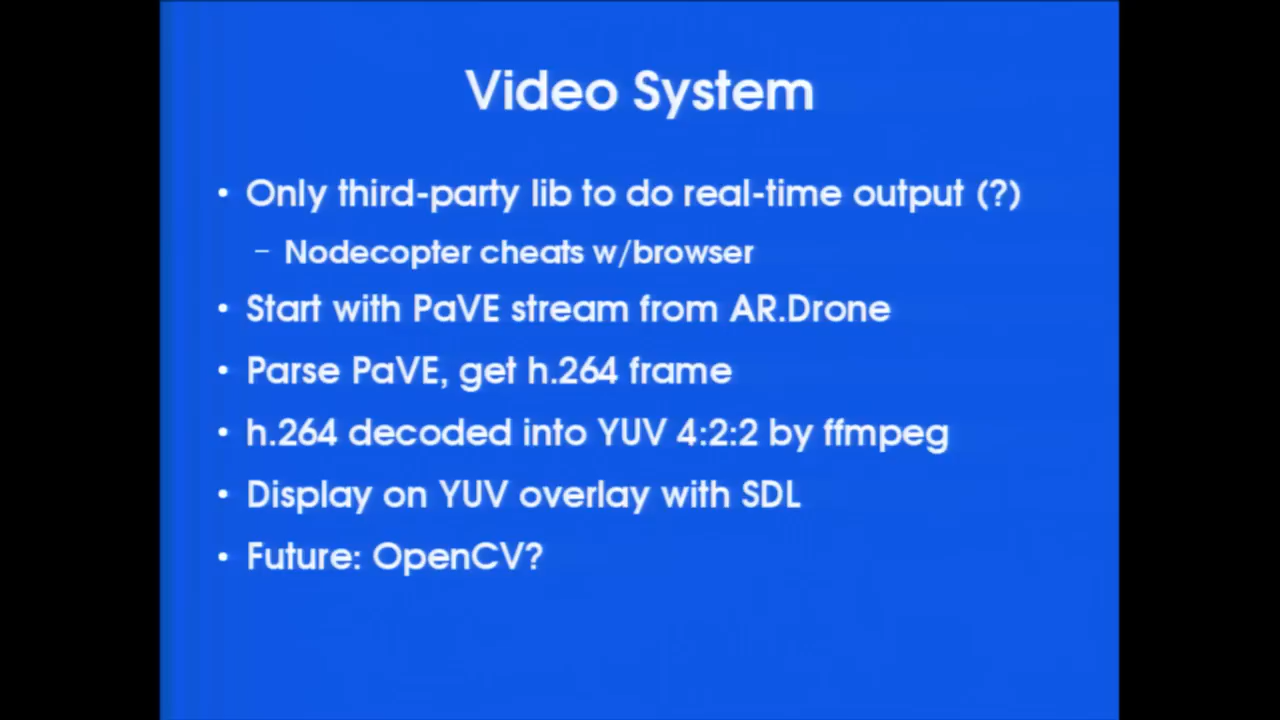 Video System
• Only third-party lib to do real-time output (?)
– Nodecopter cheats w/browser
• Start with PaVE stream from AR.Drone
• Parse PaVE, get h.264 frame
• h.264 decoded into YUV 4:2:2 by ffmpeg
• Display on YUV overlay with SDL
• Future: OpenCV?